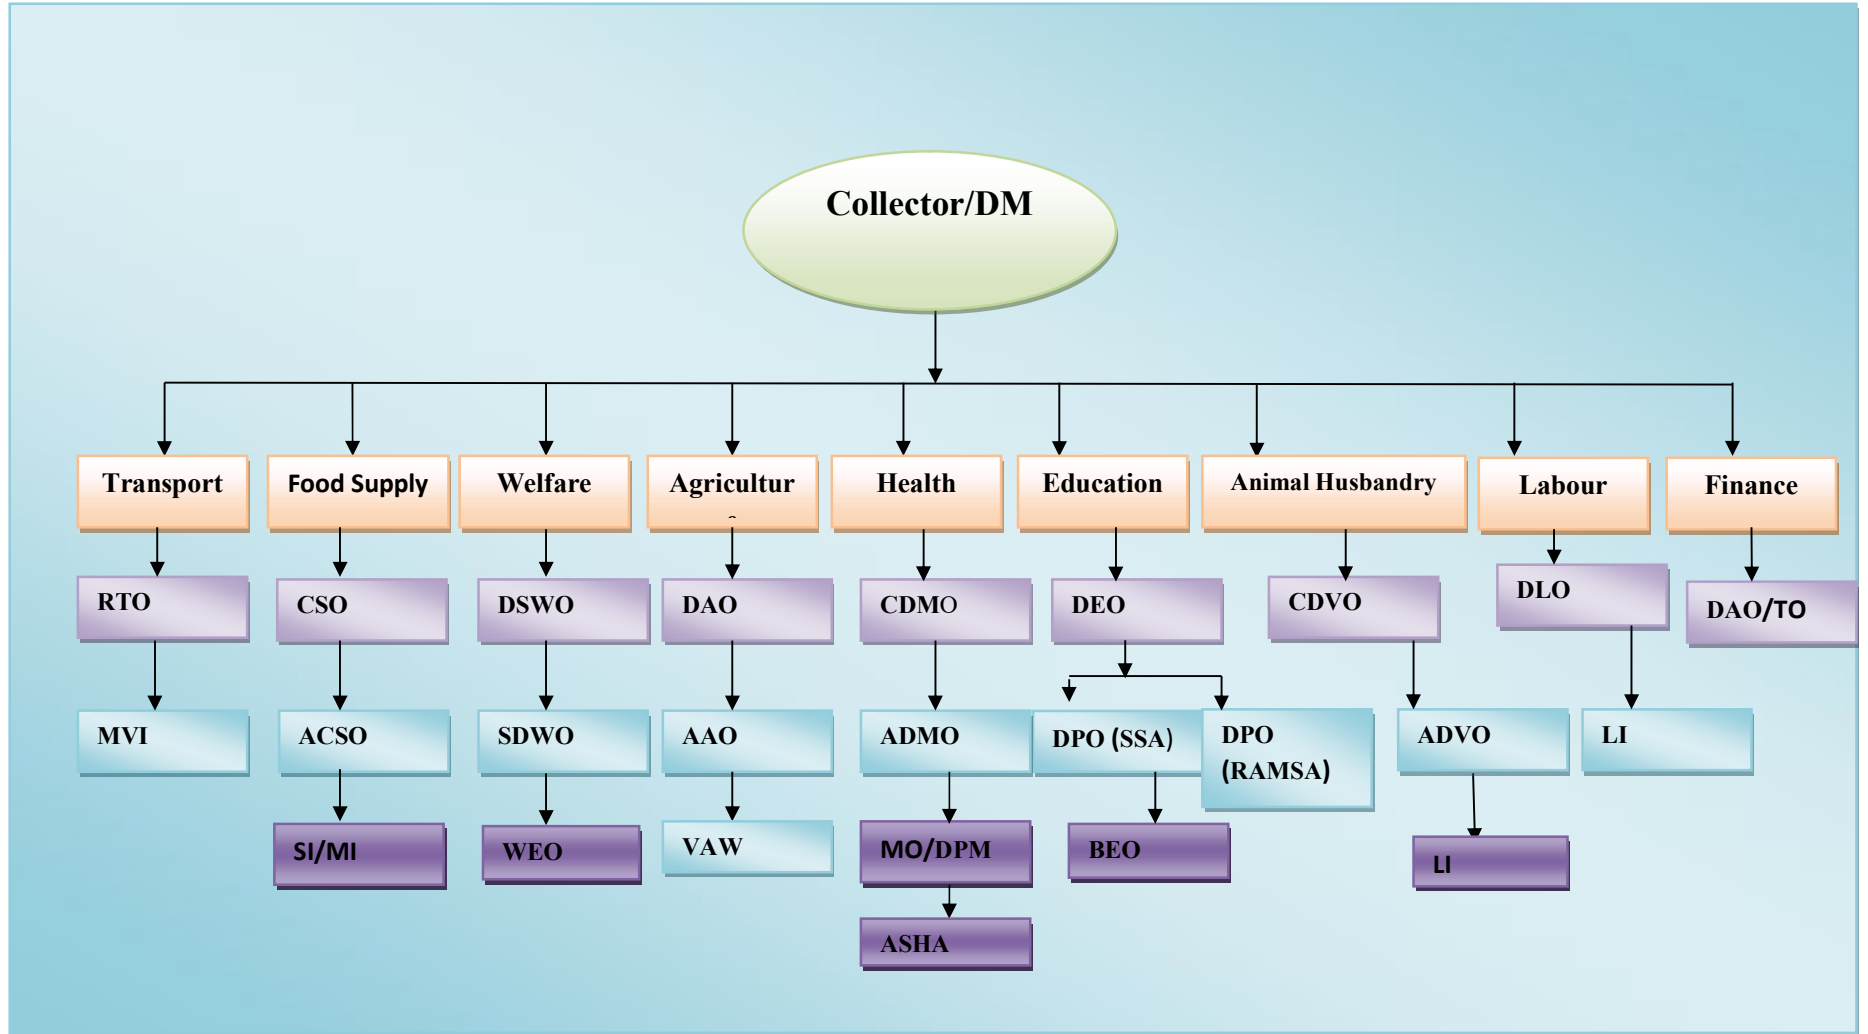 Collector/DM
Transport
Food Supply
Welfare
Agricultur
Health
Education
Animal Husbandry
Labour
Finance
RTO
CSO
DSWO
DAO
CDMO
DEO
CDVO
DLO
DAO/TO
MVI
ACSO
SDWO
AAO
ADMO
DPO (SSA)
DPO
(RAMSA)
ADVO
LI
SI/MI
WEO
VAW
MO/DPM
BEO
LI
ASHA